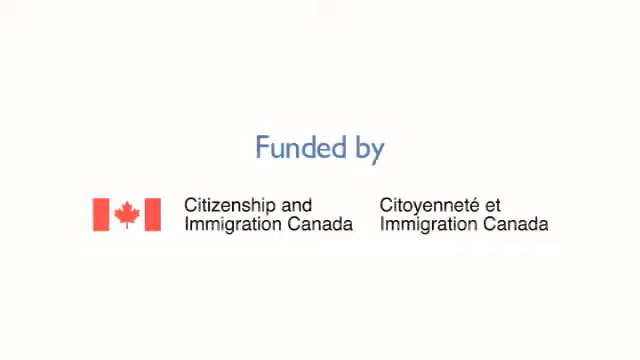 Funded by
Citizenship and
Immigration Canada
Citoyenneté et
Immigration Canada